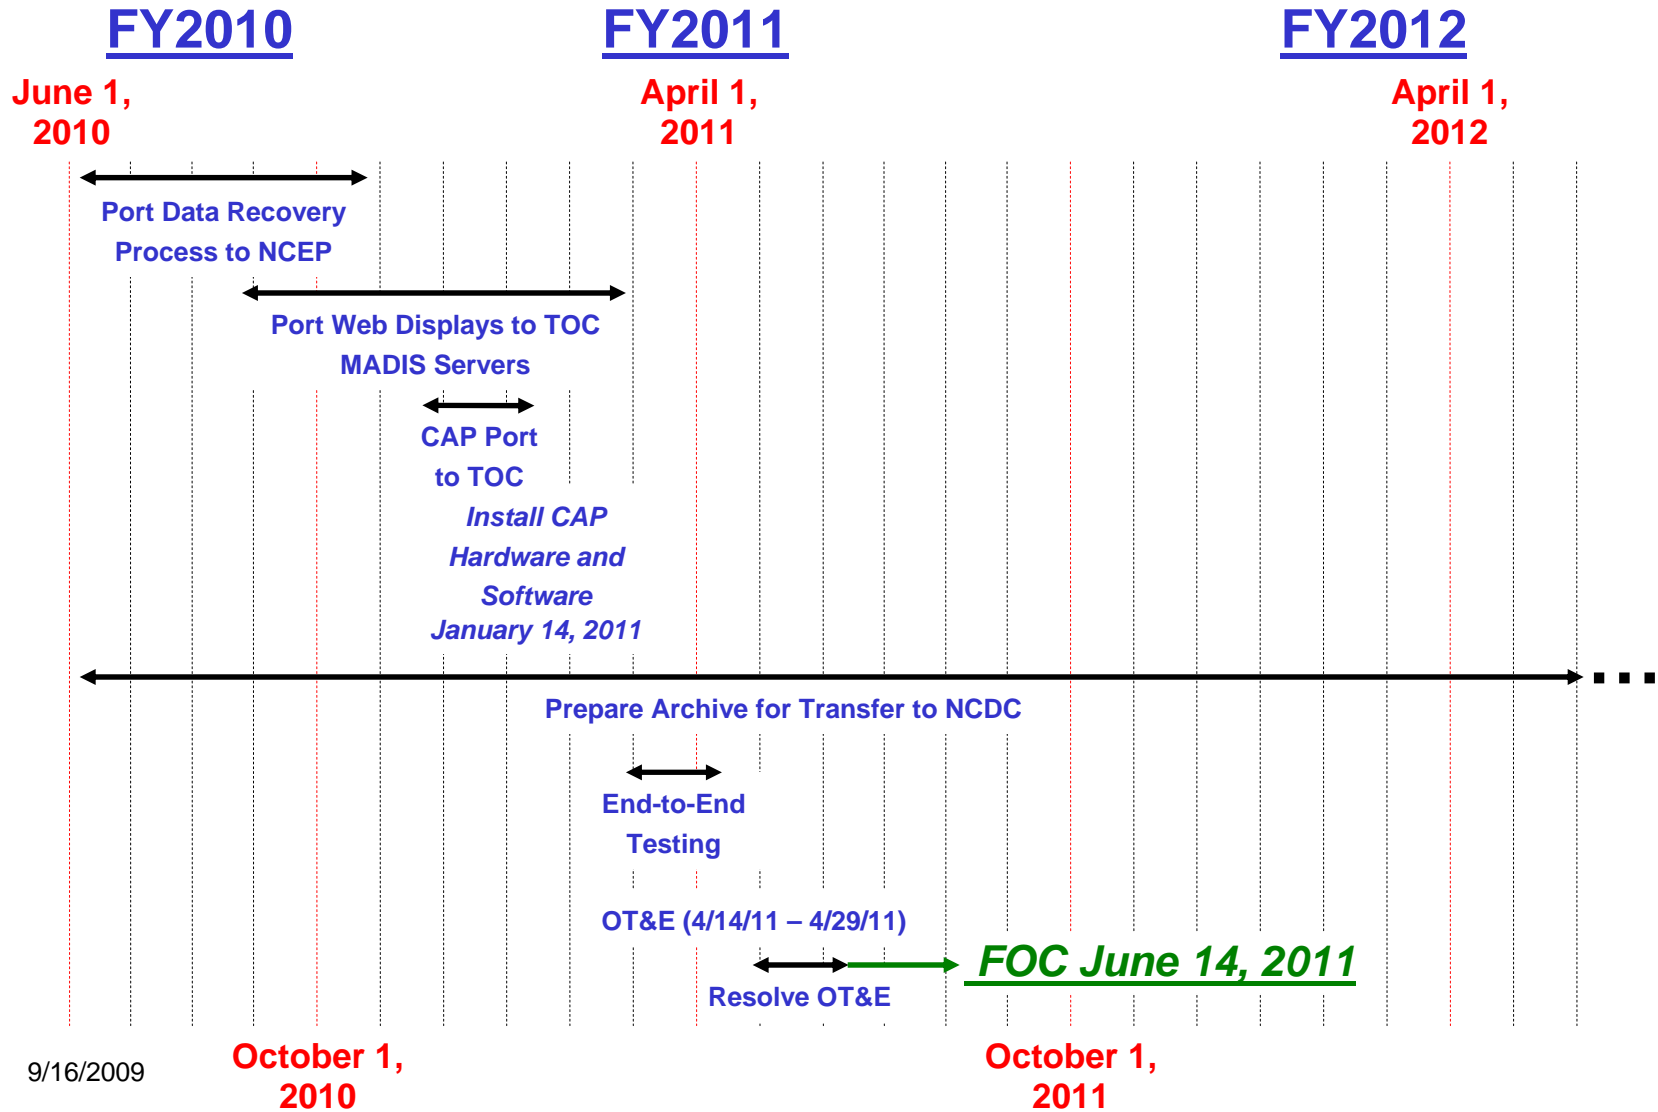 FY2010
FY2011
FY2012
June 1,
2010
April 1,
2011
April 1,
2012
Port Data Recovery
Process to NCEP
Port Web Displays to TOC
MADIS Servers
CAP Port
to TOC
Install CAP
Hardware and
Software
January 14, 2011
Prepare Archive for Transfer to NCDC
End-to-End
Testing
OT&E (4/14/11 – 4/29/11)
FOC June 14, 2011
Resolve OT&E
9/16/2009
October 1,
2010
October 1,
2011